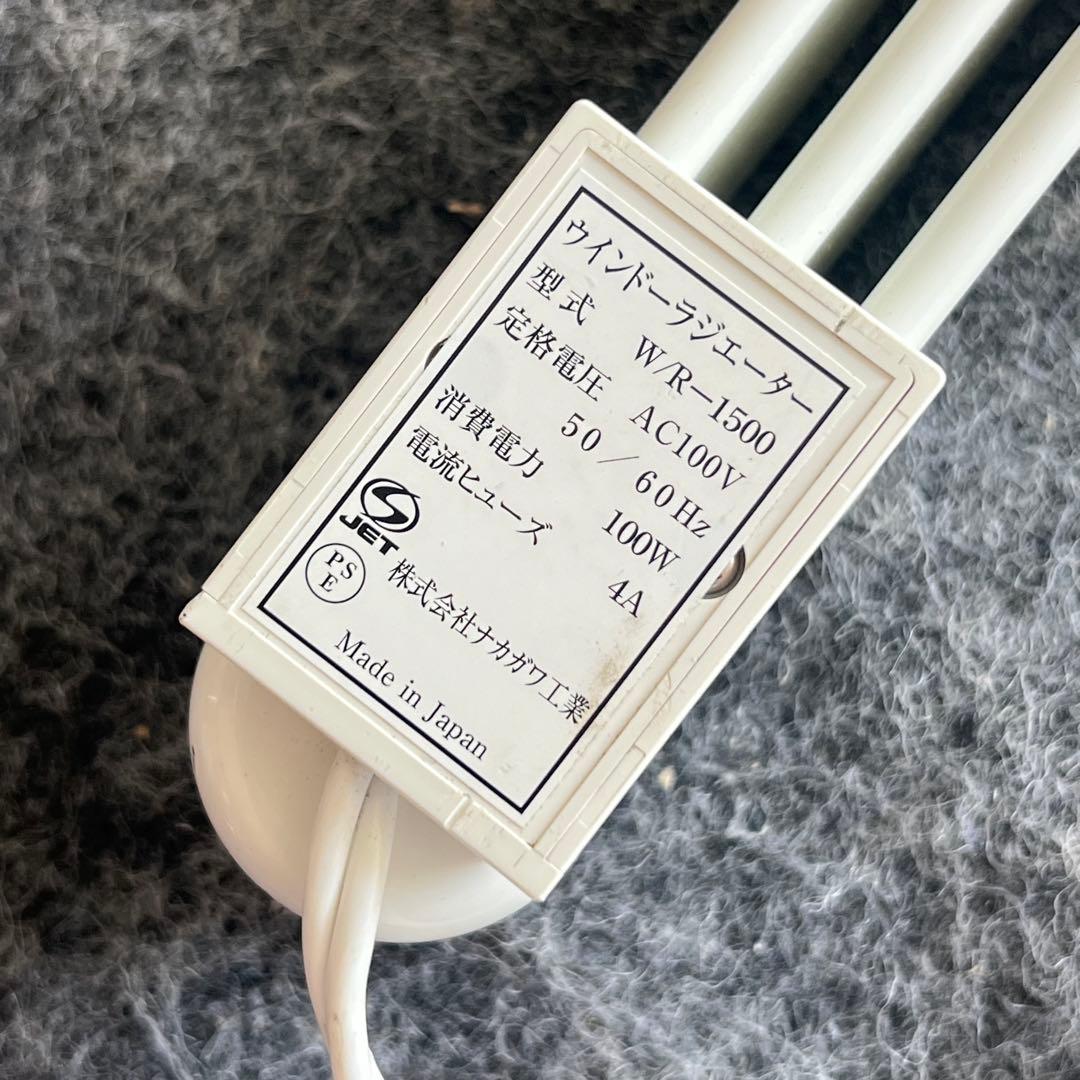 ウインドーラジエーター
型式 W/R－1500
定格電圧 AC100V
50／60Hz
消費電力 100W
電流ヒューズ 4A
JET
PSE
株式会社ナカガワ工業
Made in Japan